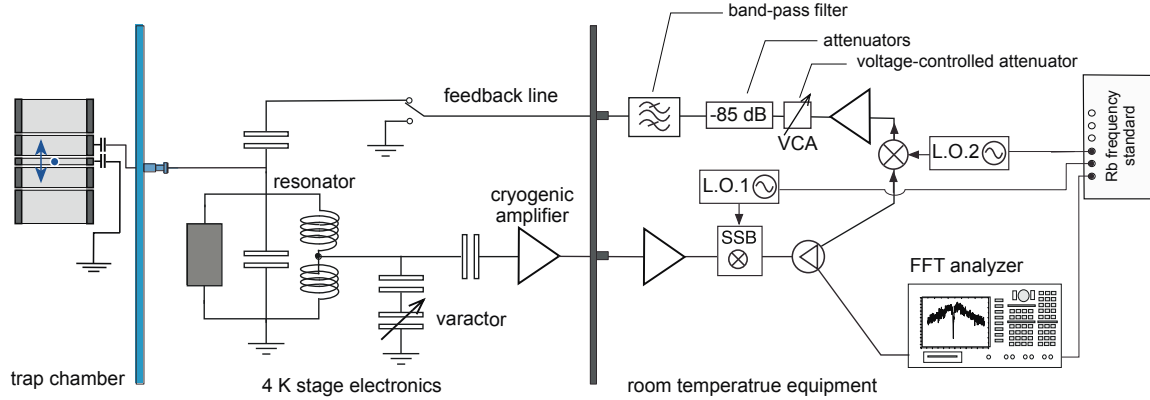 band-pass filter
attenuators
voltage-controlled attenuator
feedback line
-85 dB
VCA
L.O.2
Rb frequency
standard
resonator
cryogenic
amplifier
L.O.1
SSB
FFT analyzer
varactor
trap chamber
4 K stage electronics
room temperatrue equipment